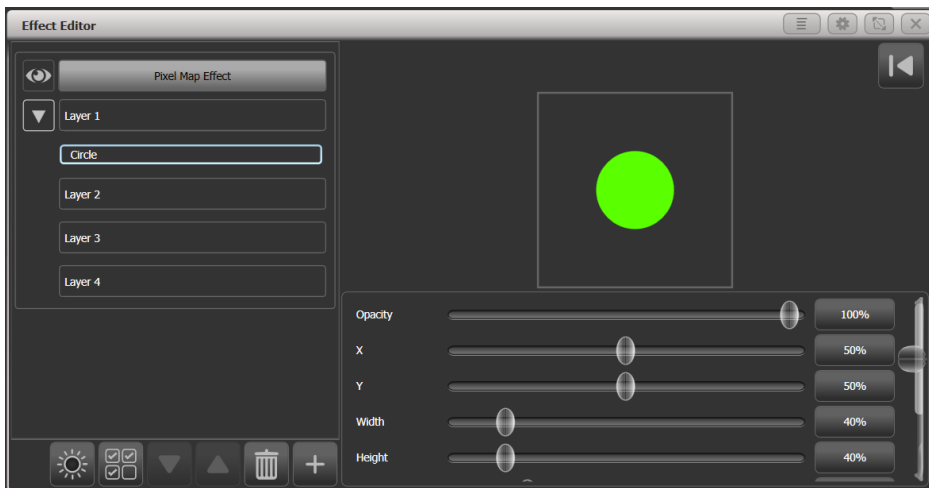 Effect Editor
Pixel Map Effect
Layer 1
Circle
Layer 2
Layer 3
Layer 4
Opacity
100%
X
50%
Y
50%
Width
40%
Height
40%